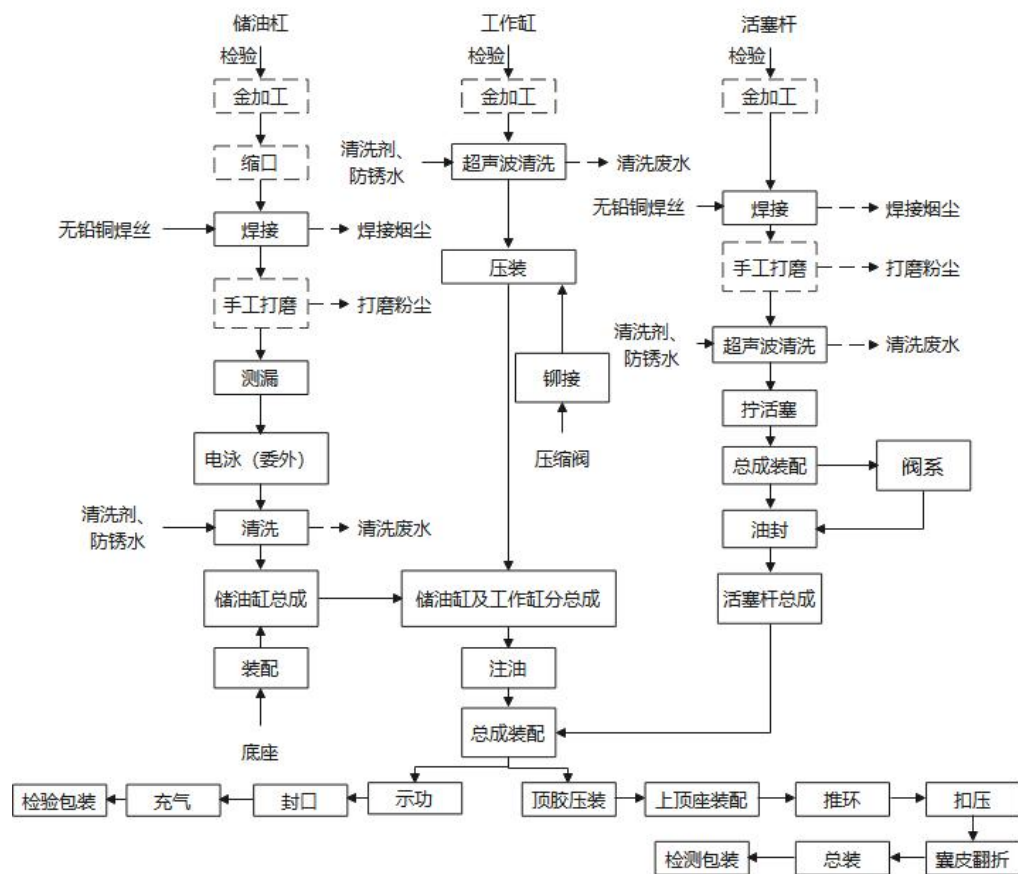 储油杠
工作缸
活塞杆
检验
检验
检验
金加工
金加工
金加工
缩口
清洗剂、
防锈水
超声波清洗
清洗废水
无铅铜焊丝
焊接
焊接烟尘
无铅铜焊丝
焊接
焊接烟尘
压装
手工打磨
打磨粉尘
手工打磨
打磨粉尘
清洗剂、
防锈水
超声波清洗
清洗废水
测漏
铆接
拧活塞
电泳（委外）
压缩阀
总成装配
阀系
清洗剂、
防锈水
清洗
清洗废水
油封
储油缸总成
储油缸及工作缸分总成
活塞杆总成
装配
注油
底座
总成装配
检验包装
充气
封口
示功
顶胶压装
上顶座装配
推环
扣压
检测包装
总装
囊皮翻折